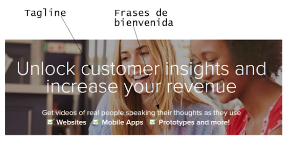 Tagline
Frases de
bienvenida
Unlock customer insights and
increase your revenue
Get videos of real people speaking their thoughts as they use
Websites Mobile Apps Prototypes and more!